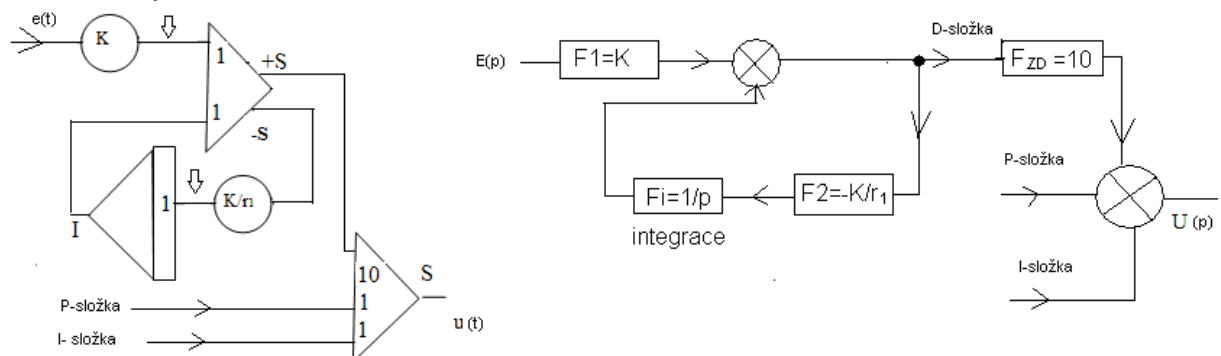 e(t)
K
1
+S
1
-S
I
1
K/r1
10
S
P-složka
1
u (t)
I- složka
1
E(p)
F1=K
D-složka
F_ZD =10
P-složka
Fi=1/p
F2=-K/r₁
integrace
U (p)
I-složka